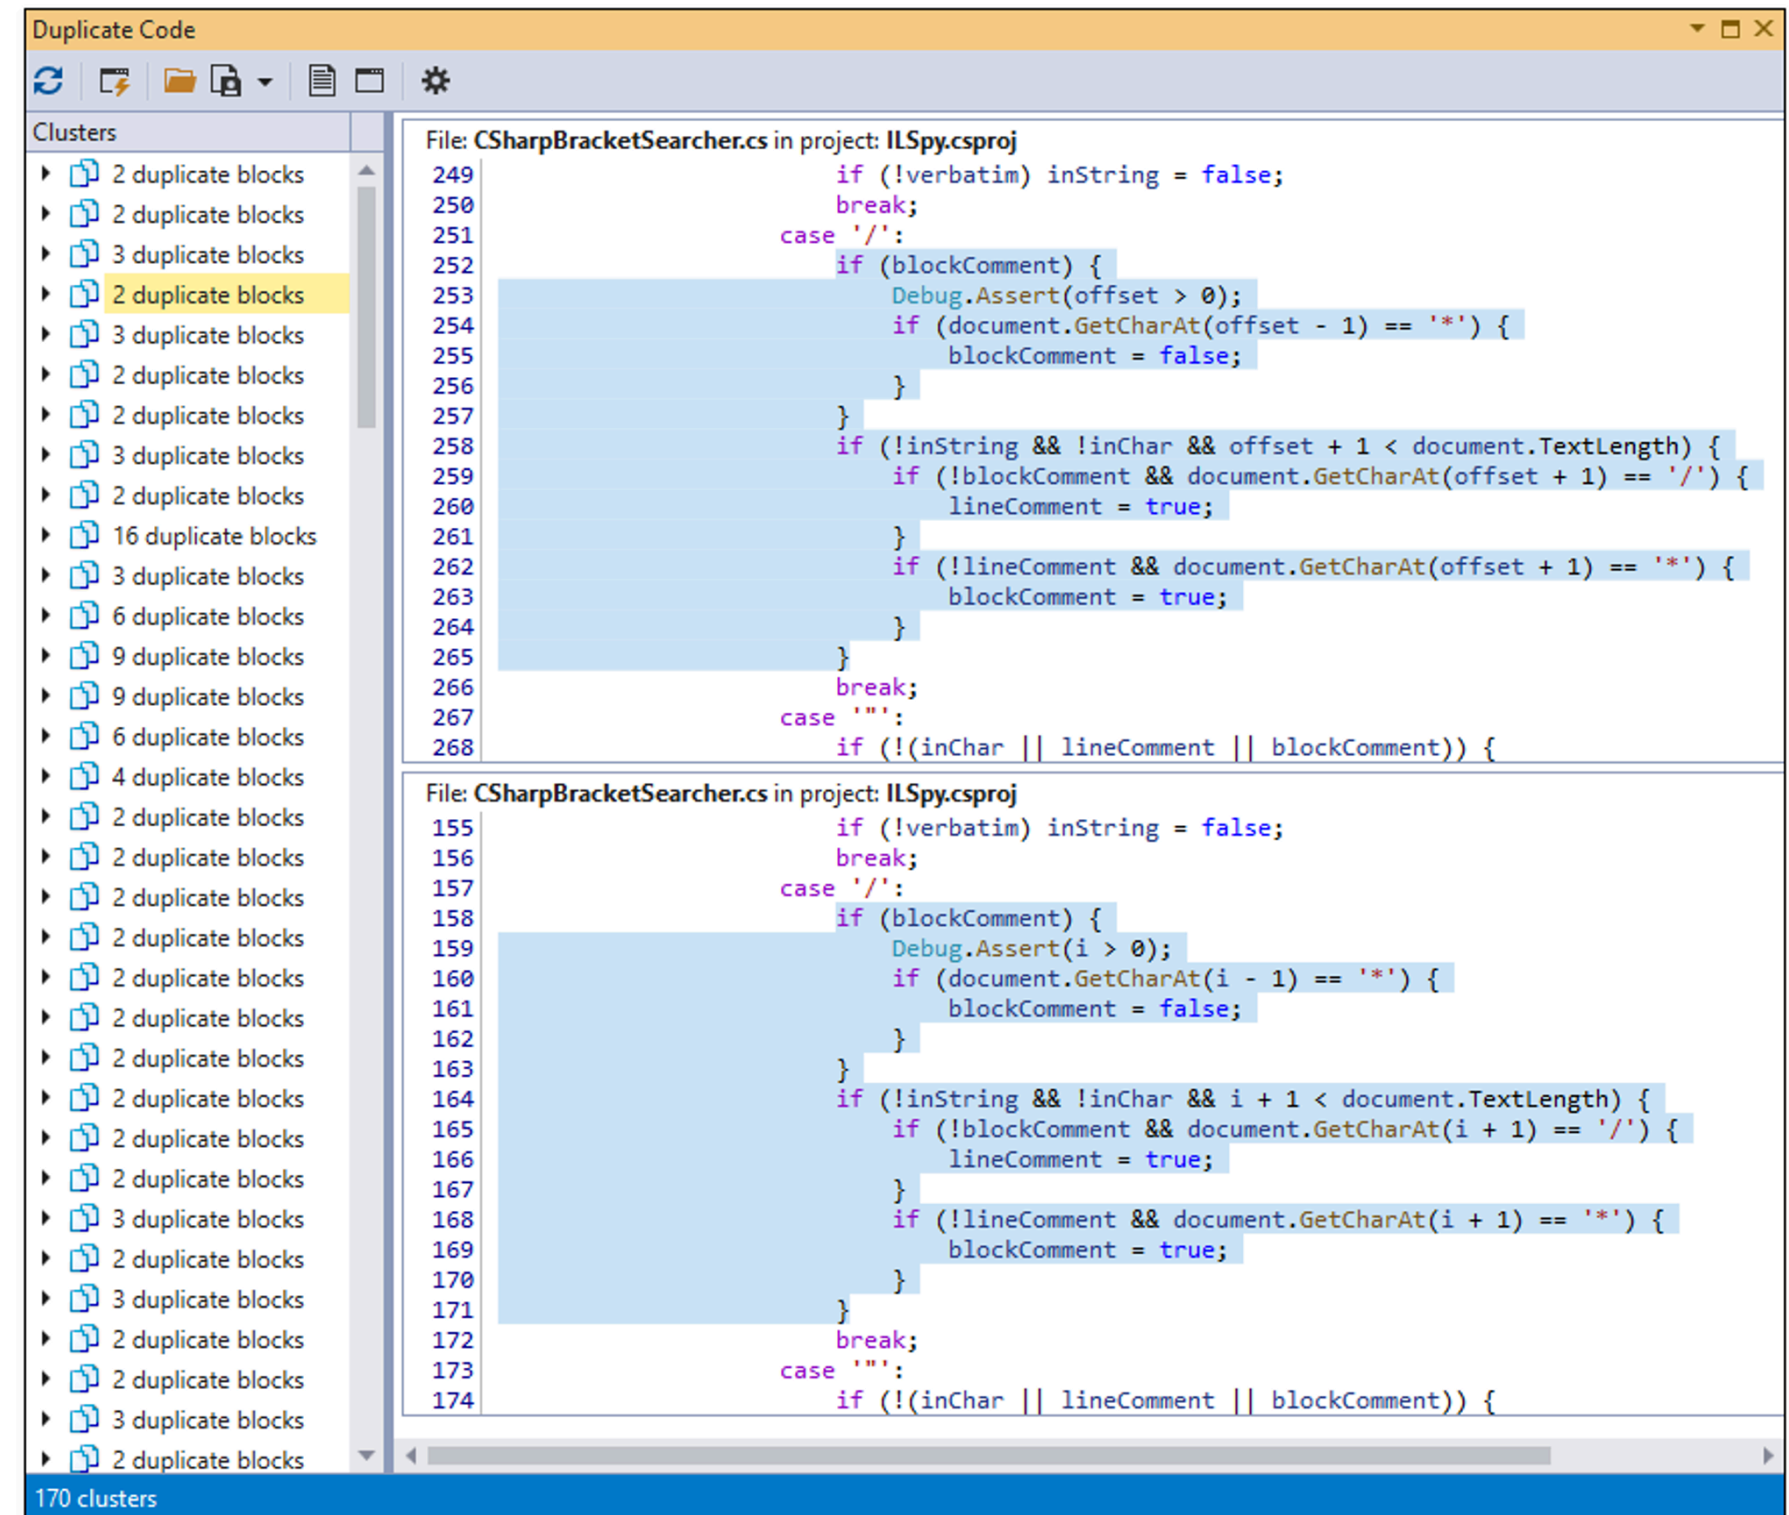 Duplicate Code
Clusters
2 duplicate blocks
2 duplicate blocks
3 duplicate blocks
2 duplicate blocks
3 duplicate blocks
2 duplicate blocks
2 duplicate blocks
3 duplicate blocks
2 duplicate blocks
16 duplicate blocks
3 duplicate blocks
6 duplicate blocks
9 duplicate blocks
9 duplicate blocks
6 duplicate blocks
4 duplicate blocks
2 duplicate blocks
2 duplicate blocks
2 duplicate blocks
2 duplicate blocks
2 duplicate blocks
2 duplicate blocks
2 duplicate blocks
2 duplicate blocks
2 duplicate blocks
2 duplicate blocks
3 duplicate blocks
2 duplicate blocks
3 duplicate blocks
2 duplicate blocks
2 duplicate blocks
3 duplicate blocks
2 duplicate blocks
File: CSharpBracketSearcher.cs in project: ILSpy.csproj
249 if (!verbatim) inString = false;
250 break;
251 case '/':
252 if (blockComment) {
253 Debug.Assert(offset > 0);
254 if (document.GetCharAt(offset - 1) == '*') {
255 blockComment = false;
256 }
257 }
258 if (!inString && !inChar && offset + 1 < document.TextLength) {
259 if (!blockComment && document.GetCharAt(offset + 1) == '/') {
260 lineComment = true;
261 }
262 if (!lineComment && document.GetCharAt(offset + 1) == '*') {
263 blockComment = true;
264 }
265 }
266 break;
267 case '"':
268 if (!(inChar || lineComment || blockComment)) {
File: CSharpBracketSearcher.cs in project: ILSpy.csproj
155 if (!verbatim) inString = false;
156 break;
157 case '/':
158 if (blockComment) {
159 Debug.Assert(i > 0);
160 if (document.GetCharAt(i - 1) == '*') {
161 blockComment = false;
162 }
163 }
164 if (!inString && !inChar && i + 1 < document.TextLength) {
165 if (!blockComment && document.GetCharAt(i + 1) == '/') {
166 lineComment = true;
167 }
168 if (!lineComment && document.GetCharAt(i + 1) == '*') {
169 blockComment = true;
170 }
171 }
172 break;
173 case '"':
174 if (!(inChar || lineComment || blockComment)) {
170 clusters